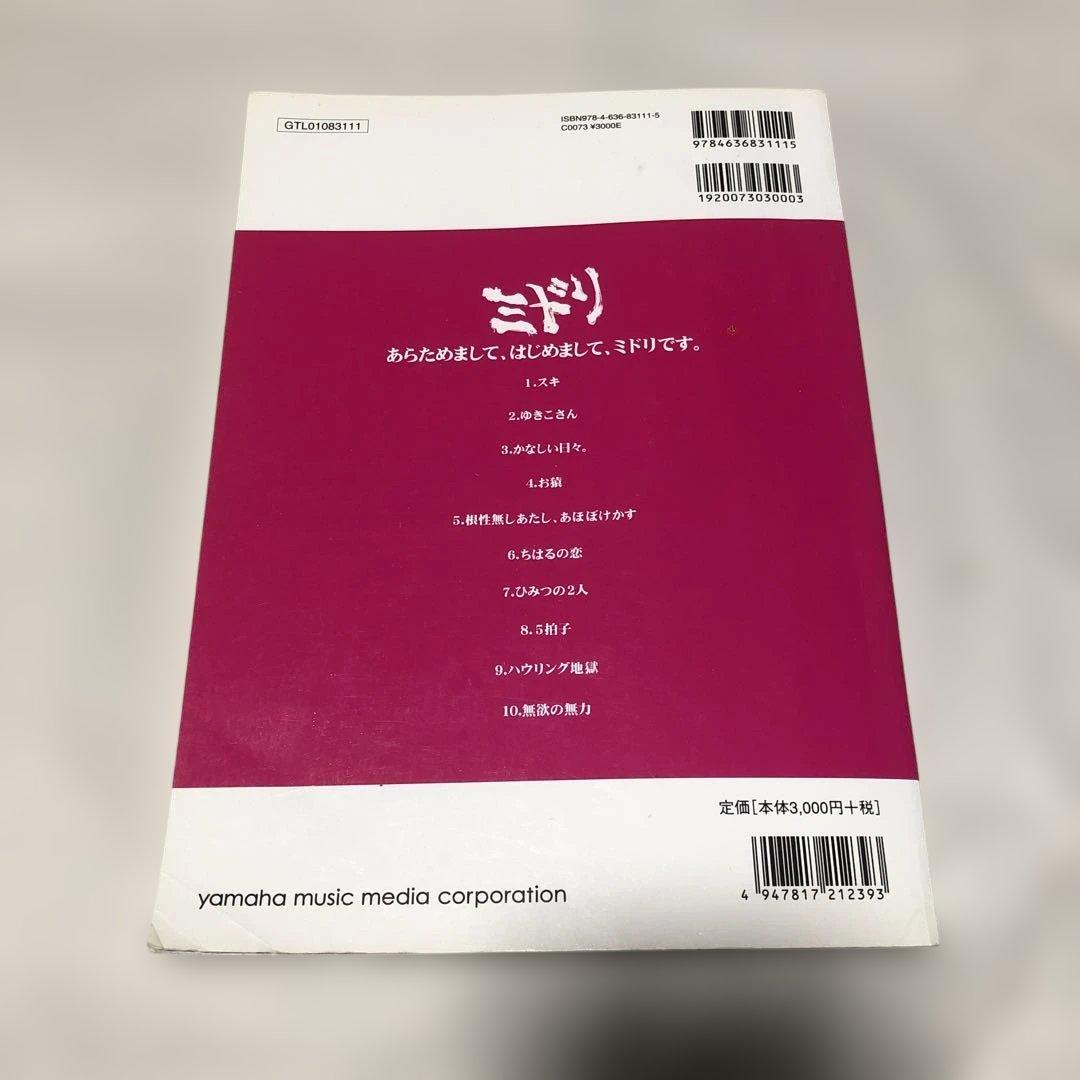 GTL01083111
ISBN978-4-636-83111-5
C0073 ¥3000E
9784636831115
1920073030003
ミドリ
あらためまして、はじめまして、ミドリです。
1.スキ
2.ゆきこさん
3.かなしい日々。
4.お猿
5.根性無しあたし、あほぼけかす
6.ちはるの恋
7.ひみつの2人
8.5拍子
9.ハウリング地獄
10.無欲の無力
定価[本体3,000円+税]
yamaha music media corporation
4 947817 212393